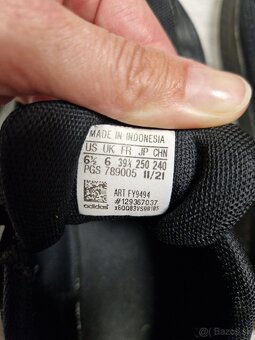 MADE IN INDONESIA
US UK FR JP CHN
6½ 6 39⅓ 250 240
PGS 789005 11/21
ART FY9494
#129367037
adidas